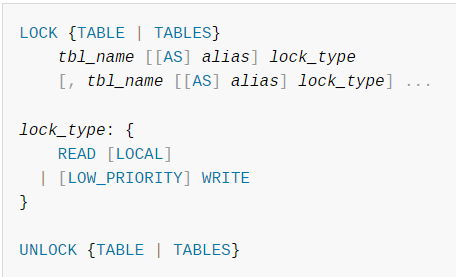 LOCK {TABLE | TABLES}
    tbl_name [[AS] alias] lock_type
    [, tbl_name [[AS] alias] lock_type] ...

lock_type: {
    READ [LOCAL]
  | [LOW_PRIORITY] WRITE
}

UNLOCK {TABLE | TABLES}